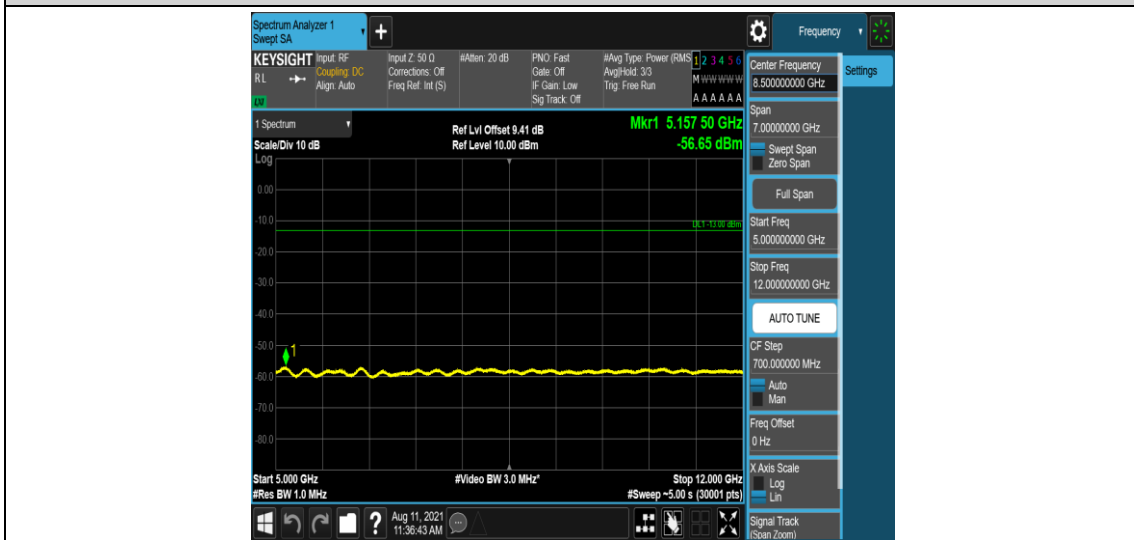 Spectrum Analyzer 1
Swept SA
+
Frequency
KEYSIGHT
RL
LXI
Input: RF
Coupling: DC
Align: Auto
Input Z: 50 Ω
Corrections: Off
Freq Ref: Int (S)
#Atten: 20 dB
PNO: Fast
Gate: Off
IF Gain: Low
Sig Track: Off
#Avg Type: Power (RMS
Avg|Hold: 3/3
Trig: Free Run
1 2 3 4 5 6
M W W W W W
A A A A A A
1 Spectrum
Scale/Div 10 dB
Log
Ref Lvl Offset 9.41 dB
Ref Level 10.00 dBm
Mkr1 5.157 50 GHz
-56.65 dBm
0.00
-10.0
DL1 -13.00 dBm
-20.0
-30.0
-40.0
-50.0
1
-60.0
-70.0
-80.0
Start 5.000 GHz
#Res BW 1.0 MHz
#Video BW 3.0 MHz*
Stop 12.000 GHz
#Sweep ~5.00 s (30001 pts)
Center Frequency
8.500000000 GHz
Settings
Span
7.00000000 GHz
Swept Span
Zero Span
Full Span
Start Freq
5.000000000 GHz
Stop Freq
12.000000000 GHz
AUTO TUNE
CF Step
700.000000 MHz
Auto
Man
Freq Offset
0 Hz
X Axis Scale
Log
Lin
Signal Track
(Span Zoom)
?
Aug 11, 2021
11:36:43 AM